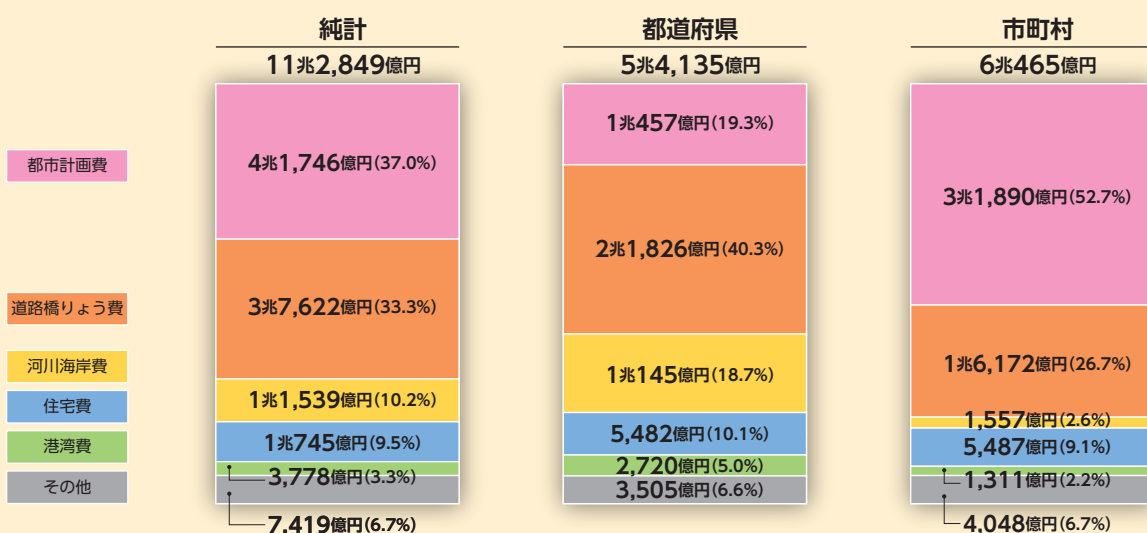 純計
11兆2,849億円
都道府県
5兆4,135億円
市町村
6兆465億円
都市計画費
道路橋りょう費
河川海岸費
住宅費
港湾費
その他
4兆1,746億円(37.0%)
3兆7,622億円(33.3%)
1兆1,539億円(10.2%)
1兆745億円(9.5%)
3,778億円(3.3%)
7,419億円(6.7%)
1兆457億円(19.3%)
2兆1,826億円(40.3%)
1兆145億円(18.7%)
5,482億円(10.1%)
2,720億円(5.0%)
3,505億円(6.6%)
3兆1,890億円(52.7%)
1兆6,172億円(26.7%)
1,557億円(2.6%)
5,487億円(9.1%)
1,311億円(2.2%)
4,048億円(6.7%)